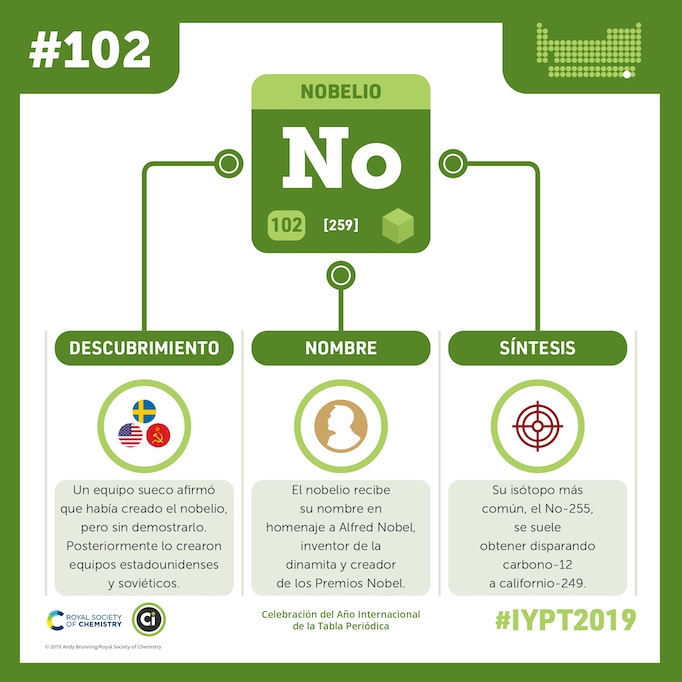 #102
NOBELIO
No
102
[259]
DESCUBRIMIENTO
Un equipo sueco afirmó
que había creado el nobelio,
pero sin demostrarlo.
Posteriormente lo crearon
equipos estadounidenses
y soviéticos.
NOMBRE
El nobelio recibe
su nombre en
homenaje a Alfred Nobel,
inventor de la
dinamita y creador
de los Premios Nobel.
SÍNTESIS
Su isótopo más
común, el No-255,
se suele
obtener disparando
carbono-12
a californio-249.
ROYAL SOCIETY
OF CHEMISTRY
Ci
Celebración del Año Internacional
de la Tabla Periódica
#IYPT2019
© 2019 Andy Brunning/Royal Society of Chemistry